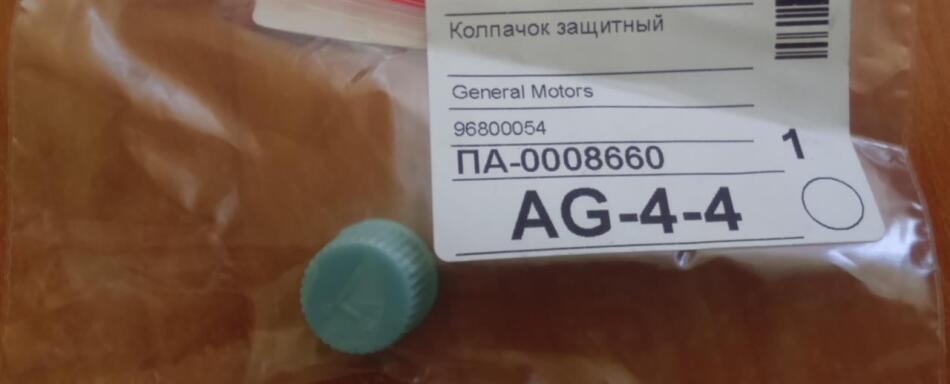 Колпачок защитный
General Motors
96800054
ПА-0008660
1
AG-4-4